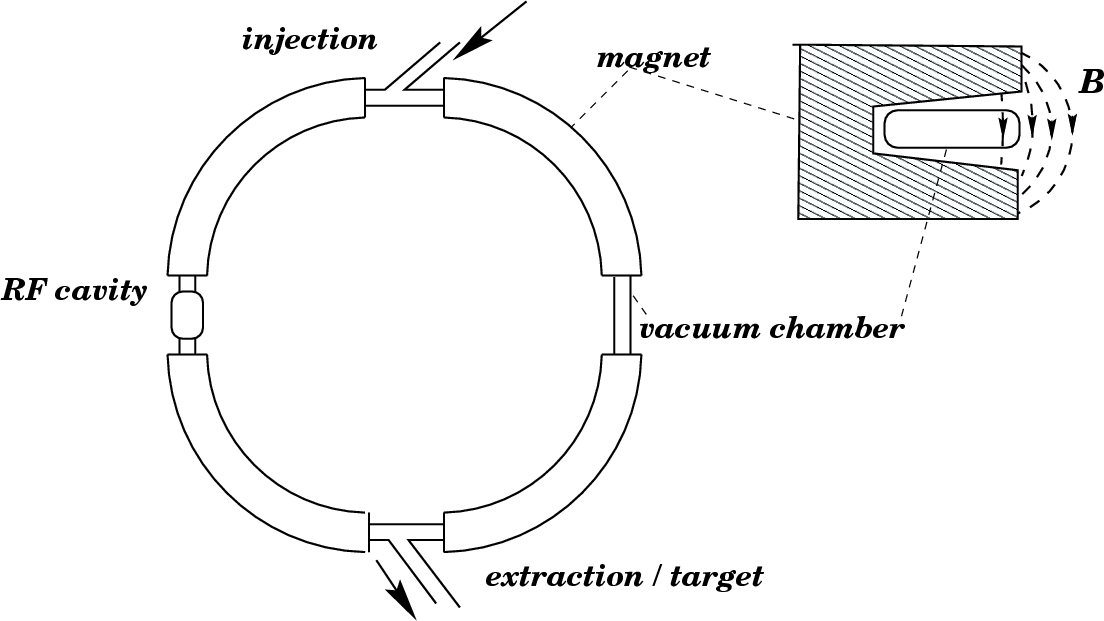 injection
magnet
B
RF cavity
vacuum chamber
extraction / target